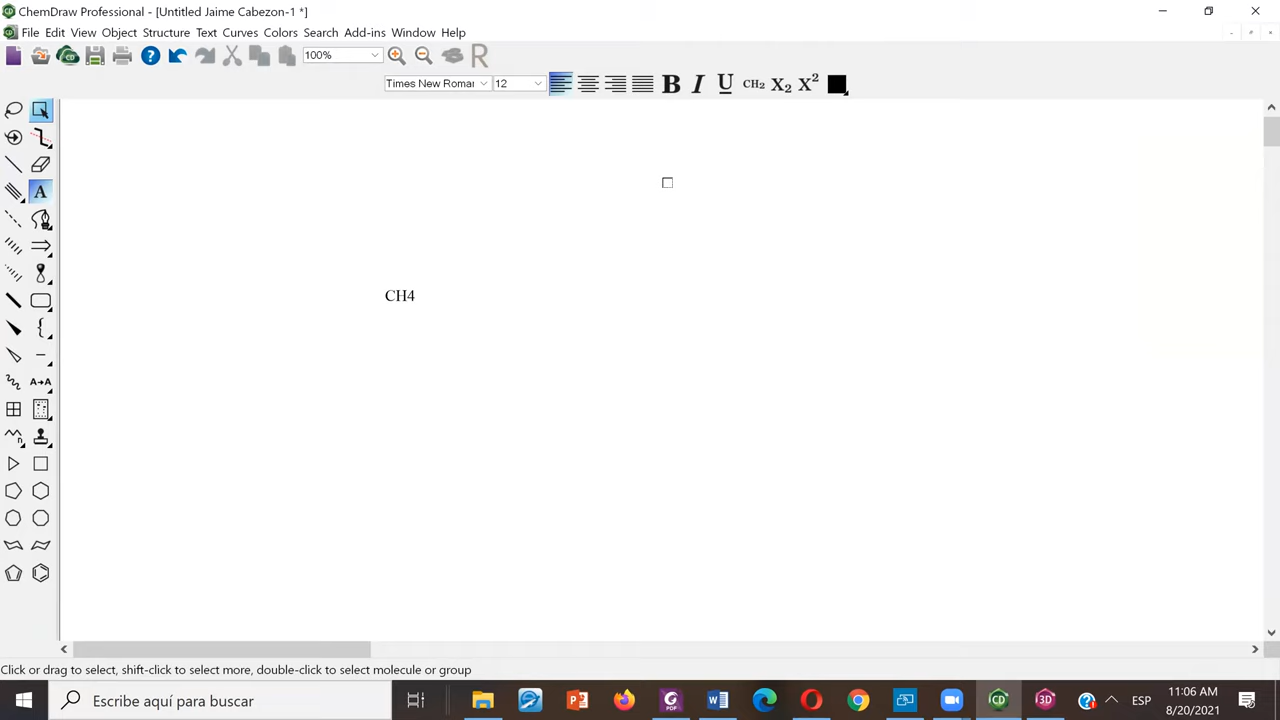 ChemDraw Professional - [Untitled Jaime Cabezon-1 *]
File Edit View Object Structure Text Curves Colors Search Add-ins Window Help
100% R
Times New Roman 12 B I U CH₂ X₂ X²
A
CH4
A→A
n
Click or drag to select, shift-click to select more, double-click to select molecule or group
Escribe aquí para buscar
ESP
11:06 AM
8/20/2021